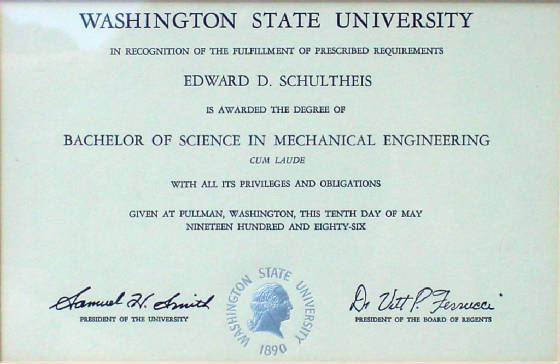 WASHINGTON STATE UNIVERSITY
IN RECOGNITION OF THE FULFILLMENT OF PRESCRIBED REQUIREMENTS
EDWARD D. SCHULTHEIS
IS AWARDED THE DEGREE OF
BACHELOR OF SCIENCE IN MECHANICAL ENGINEERING
CUM LAUDE
WITH ALL ITS PRIVILEGES AND OBLIGATIONS
GIVEN AT PULLMAN, WASHINGTON, THIS TENTH DAY OF MAY
NINETEEN HUNDRED AND EIGHTY-SIX
Samuel H. Smith
PRESIDENT OF THE UNIVERSITY
WASHINGTON STATE UNIVERSITY
1890
Dr Vitt P. Ferrucci
PRESIDENT OF THE BOARD OF REGENTS